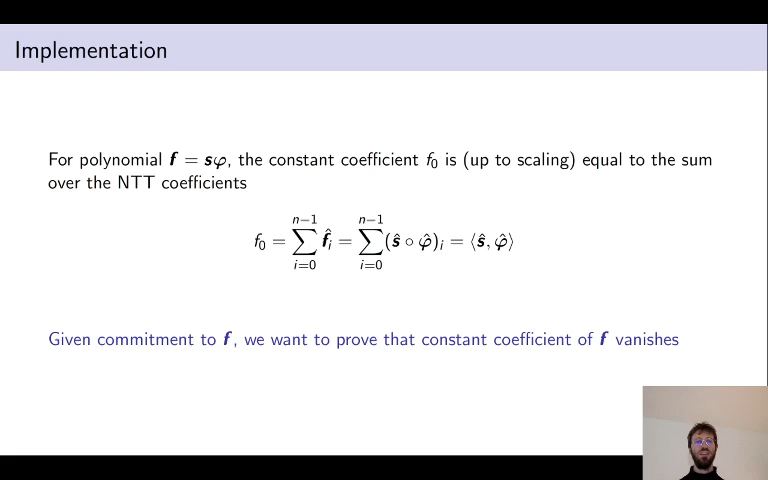 Implementation
For polynomial f = sφ, the constant coefficient f₀ is (up to scaling) equal to the sum
over the NTT coefficients
f₀ = ∑_{i=0}^{n−1} f̂ᵢ = ∑_{i=0}^{n−1} (ŝ ∘ φ̂)ᵢ = ⟨ŝ, φ̂⟩
Given commitment to f, we want to prove that constant coefficient of f vanishes